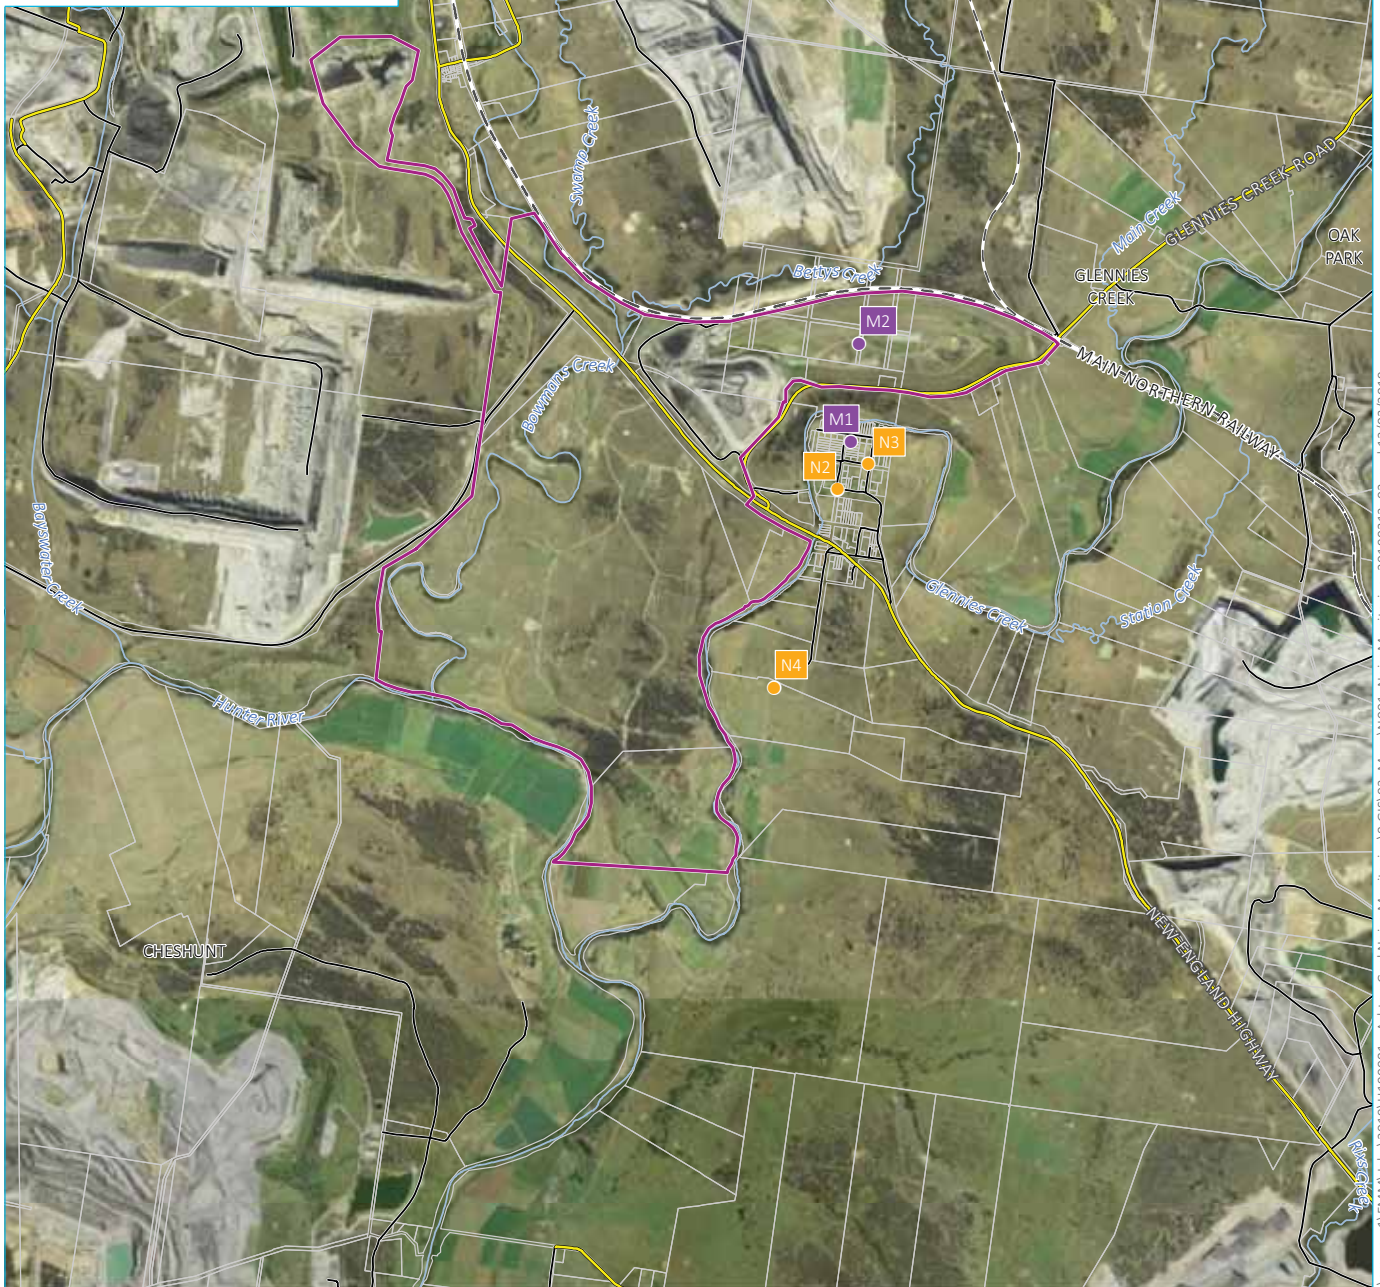 Swamp Creek
GLENNIES CREEK ROAD
Main Creek
OAK
PARK
Bettys Creek
GLENNIES
CREEK
M2
MAIN NORTHERN RAILWAY
Bowmans Creek
M1
N3
N2
Bayswater Creek
Glennies Creek
Station Creek
N4
Hunter River
CHESHUNT
NEW ENGLAND HIGHWAY
Rixs Creek